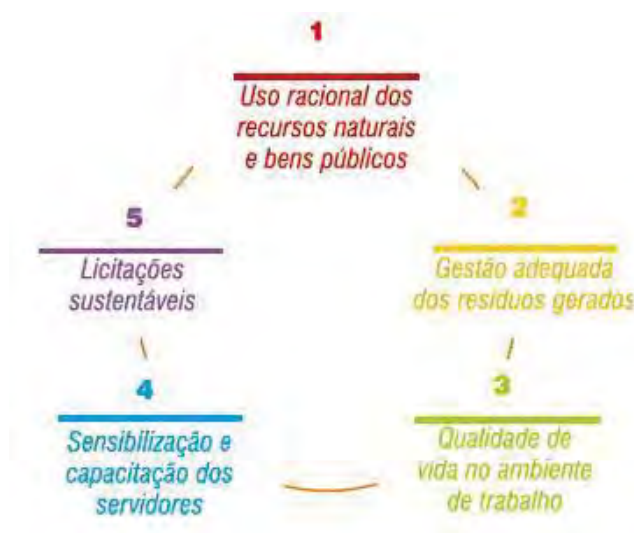 1
Uso racional dos
recursos naturais
e bens públicos
2
Gestão adequada
dos resíduos gerados
3
Qualidade de
vida no ambiente
de trabalho
4
Sensibilização e
capacitação dos
servidores
5
Licitações
sustentáveis